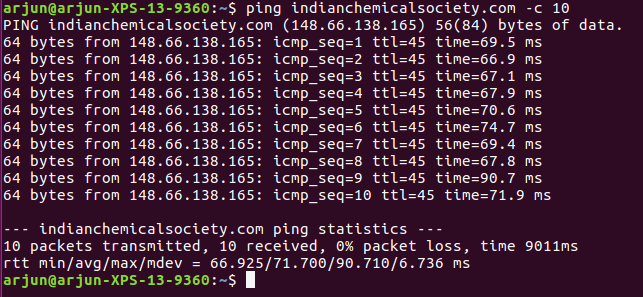 arjun@arjun-XPS-13-9360:~$ ping indianchemicalsociety.com -c 10
PING indianchemicalsociety.com (148.66.138.165) 56(84) bytes of data.
64 bytes from 148.66.138.165: icmp_seq=1 ttl=45 time=69.5 ms
64 bytes from 148.66.138.165: icmp_seq=2 ttl=45 time=66.9 ms
64 bytes from 148.66.138.165: icmp_seq=3 ttl=45 time=67.1 ms
64 bytes from 148.66.138.165: icmp_seq=4 ttl=45 time=67.9 ms
64 bytes from 148.66.138.165: icmp_seq=5 ttl=45 time=70.6 ms
64 bytes from 148.66.138.165: icmp_seq=6 ttl=45 time=74.7 ms
64 bytes from 148.66.138.165: icmp_seq=7 ttl=45 time=69.4 ms
64 bytes from 148.66.138.165: icmp_seq=8 ttl=45 time=67.8 ms
64 bytes from 148.66.138.165: icmp_seq=9 ttl=45 time=90.7 ms
64 bytes from 148.66.138.165: icmp_seq=10 ttl=45 time=71.9 ms
--- indianchemicalsociety.com ping statistics ---
10 packets transmitted, 10 received, 0% packet loss, time 9011ms
rtt min/avg/max/mdev = 66.925/71.700/90.710/6.736 ms
arjun@arjun-XPS-13-9360:~$